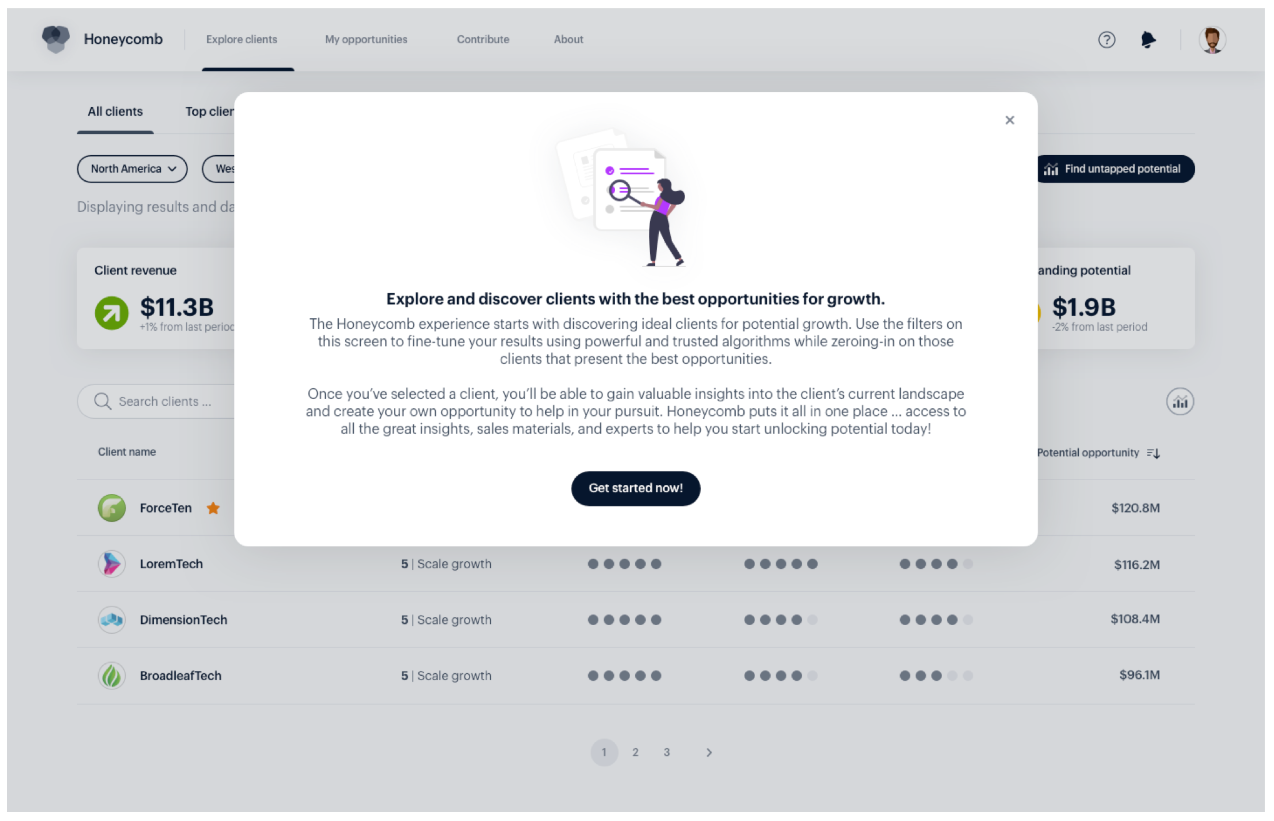 Honeycomb
Explore clients
My opportunities
Contribute
About
?
All clients
Top clien
North America
Wes
Find untapped potential
Displaying results and da
Client revenue
$11.3B
+1% from last period
anding potential
$1.9B
-2% from last period
Explore and discover clients with the best opportunities for growth.
The Honeycomb experience starts with discovering ideal clients for potential growth. Use the filters on
this screen to fine-tune your results using powerful and trusted algorithms while zeroing-in on those
clients that present the best opportunities.
Once you’ve selected a client, you’ll be able to gain valuable insights into the client’s current landscape
and create your own opportunity to help in your pursuit. Honeycomb puts it all in one place ... access to
all the great insights, sales materials, and experts to help you start unlocking potential today!
Get started now!
Search clients ...
Client name
Potential opportunity
ForceTen
$120.8M
LoremTech
5 | Scale growth
$116.2M
DimensionTech
5 | Scale growth
$108.4M
BroadleafTech
5 | Scale growth
$96.1M
1
2
3